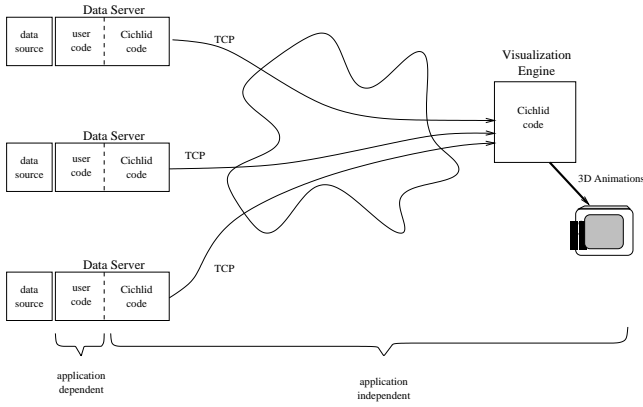 Data Server
data
source
user
code
Cichlid
code
TCP
Visualization
Engine
Cichlid
code
3D Animations
Data Server
data
source
user
code
Cichlid
code
TCP
Data Server
data
source
user
code
Cichlid
code
TCP
application
dependent
application
independent